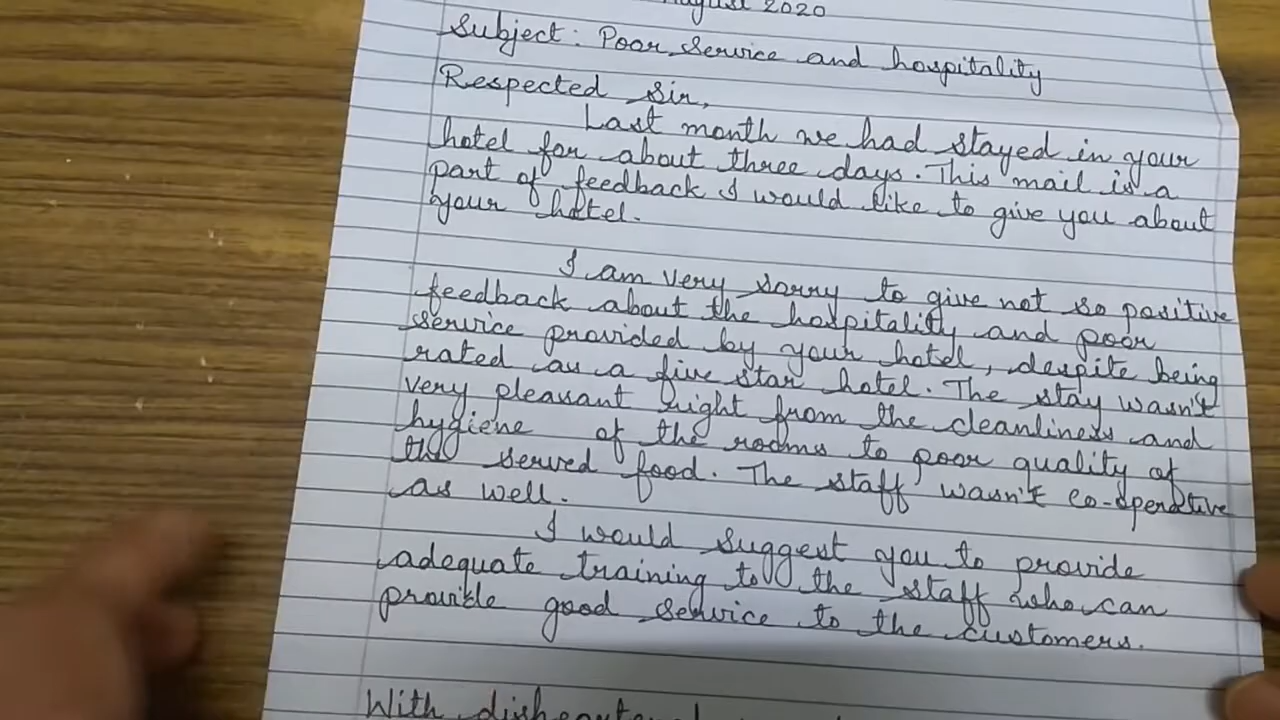 August 2020
Subject: Poor Service and hospitality
Respected Sir,
Last month we had stayed in your
hotel for about three days. This mail is a
part of feedback I would like to give you about
your hotel.
I am very sorry to give not so positive
feedback about the hospitality and poor
service provided by your hotel, despite being
rated as a five star hotel. The stay wasn't
very pleasant right from the cleanliness and
hygiene of the rooms to poor quality of
the served food. The staff wasn't co-operative
as well.
I would suggest you to provide
adequate training to the staff who can
provide good service to the customers.
With